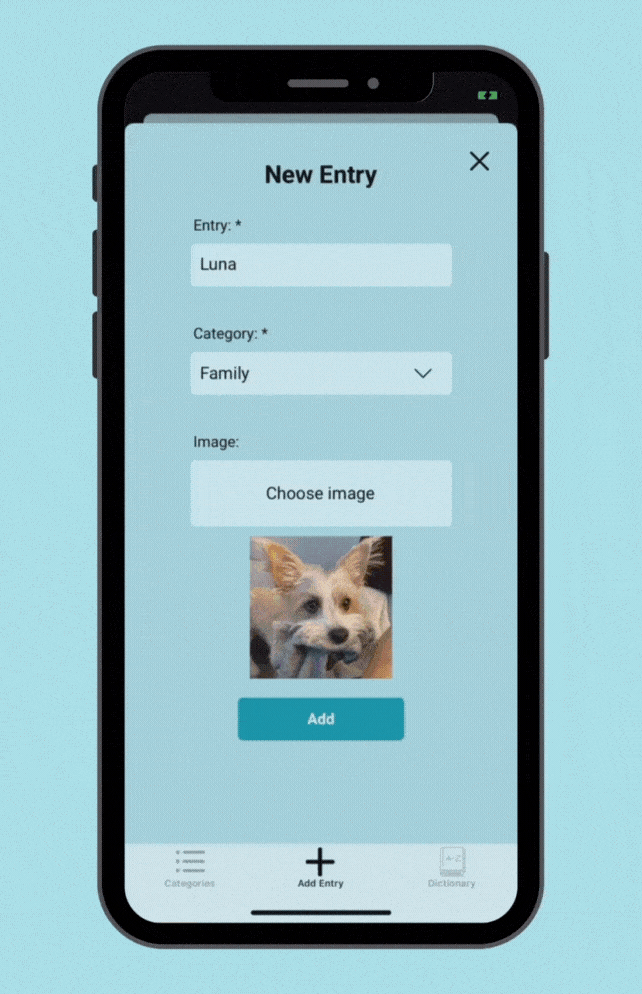 New Entry
Entry: *
Luna
Category: *
Family
Image:
Choose image
Add
Categories
Add Entry
A-Z
Dictionary